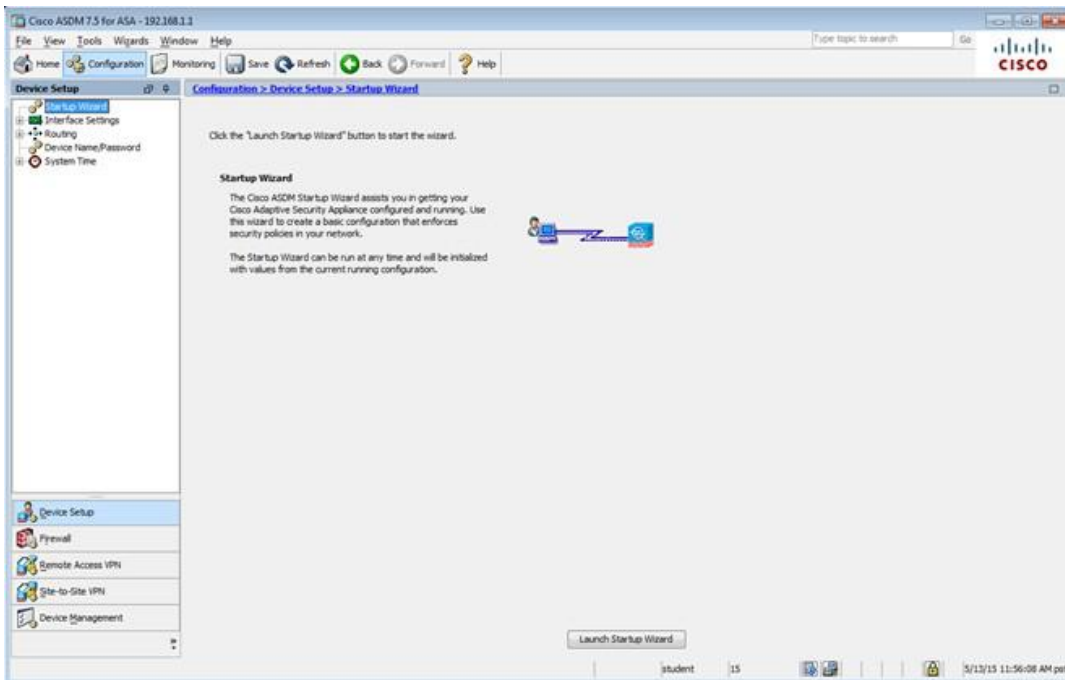 Cisco ASDM 7.5 for ASA - 192.168.1.1
File View Tools Wizards Window Help
Type topic to search Go
Home Configuration Monitoring Save Refresh Back Forward Help
CISCO
Device Setup
Configuration > Device Setup > Startup Wizard
Startup Wizard
Interface Settings
Routing
Device Name/Password
System Time
Click the "Launch Startup Wizard" button to start the wizard.
Startup Wizard
The Cisco ASDM Startup Wizard assists you in getting your
Cisco Adaptive Security Appliance configured and running. Use
this wizard to create a basic configuration that enforces
security policies in your network.
The Startup Wizard can be run at any time and will be initialized
with values from the current running configuration.
Device Setup
Firewall
Remote Access VPN
Site-to-Site VPN
Device Management
Launch Startup Wizard
student 15 5/13/15 11:56:08 AM pst